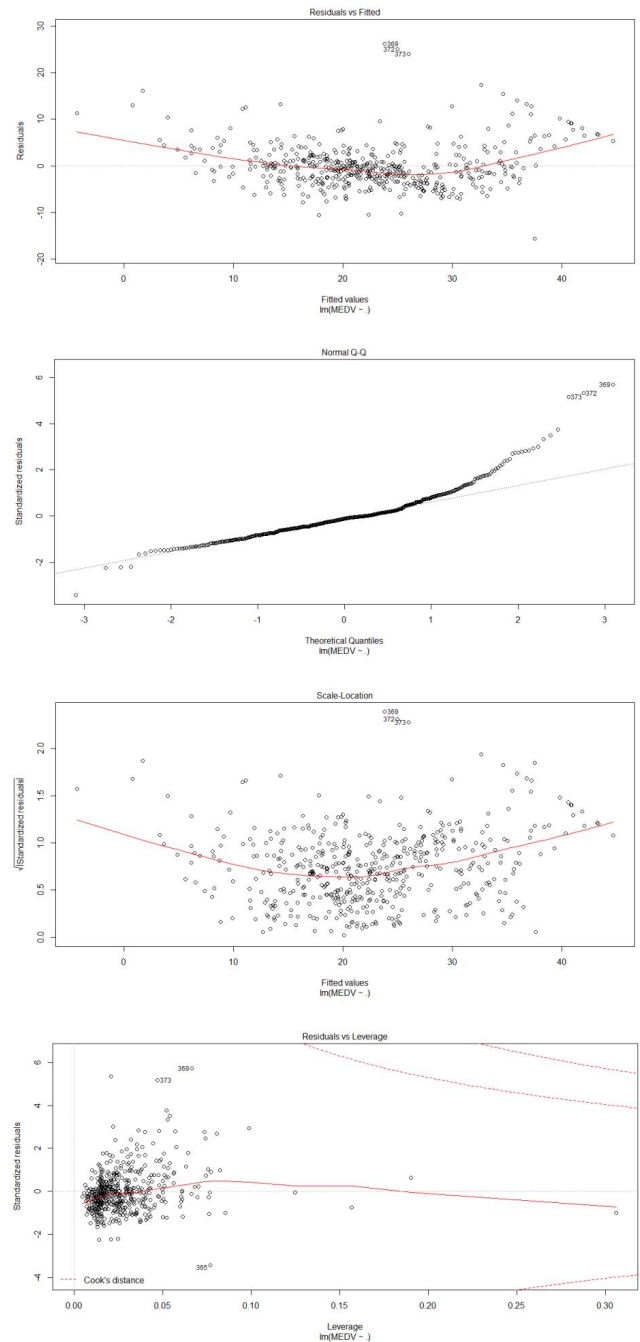 Residuals vs Fitted
30
20
10
0
-10
-20
Residuals
369
372
373
0 10 20 30 40
Fitted values
lm(MEDV ~ .)
Normal Q-Q
6
4
2
0
-2
Standardized residuals
369
373 372
-3 -2 -1 0 1 2 3
Theoretical Quantiles
lm(MEDV ~ .)
Scale-Location
2.0
1.5
1.0
0.5
0.0
√|Standardized residuals|
369
372
373
0 10 20 30 40
Fitted values
lm(MEDV ~ .)
Residuals vs Leverage
6
4
2
0
-2
-4
Standardized residuals
369
373
365
Cook's distance
0.00 0.05 0.10 0.15 0.20 0.25 0.30
Leverage
lm(MEDV ~ .)